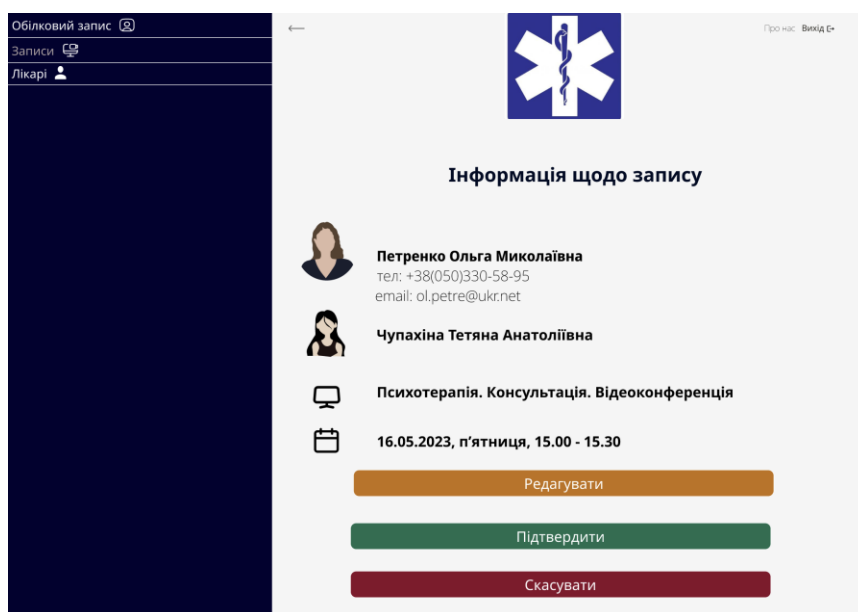 Обілковий запис
Записи
Лікарі
Про нас Вихід
Інформація щодо запису
Петренко Ольга Миколаївна
тел: +38(050)330-58-95
email: ol.petre@ukr.net
Чупахіна Тетяна Анатоліївна
Психотерапія. Консультація. Відеоконференція
16.05.2023, п’ятниця, 15.00 - 15.30
Редагувати
Підтвердити
Скасувати